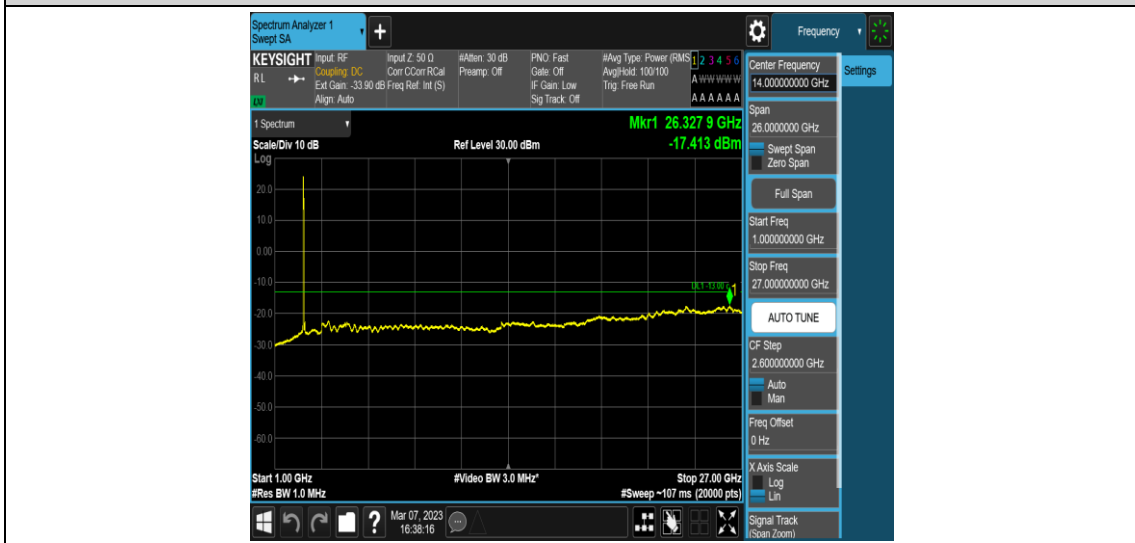 Spectrum Analyzer 1
Swept SA
+
Frequency
KEYSIGHT
RL
LXI
Input: RF
Coupling: DC
Ext Gain: -33.90 dB
Align: Auto
Input Z: 50 Ω
Corr CCorr RCal
Freq Ref: Int (S)
#Atten: 30 dB
Preamp: Off
PNO: Fast
Gate: Off
IF Gain: Low
Sig Track: Off
#Avg Type: Power (RMS
Avg|Hold: 100/100
Trig: Free Run
1 2 3 4 5 6
A W W W W W
A A A A A A
1 Spectrum
Scale/Div 10 dB
Log
Ref Level 30.00 dBm
Mkr1 26.327 9 GHz
-17.413 dBm
20.0
10.0
0.00
-10.0
-20.0
-30.0
-40.0
-50.0
-60.0
DL1 -13.00
1
Start 1.00 GHz
#Res BW 1.0 MHz
#Video BW 3.0 MHz*
Stop 27.00 GHz
#Sweep ~107 ms (20000 pts)
Center Frequency
14.000000000 GHz
Settings
Span
26.0000000 GHz
Swept Span
Zero Span
Full Span
Start Freq
1.000000000 GHz
Stop Freq
27.000000000 GHz
AUTO TUNE
CF Step
2.600000000 GHz
Auto
Man
Freq Offset
0 Hz
X Axis Scale
Log
Lin
Signal Track
(Span Zoom)
?
Mar 07, 2023
16:38:16